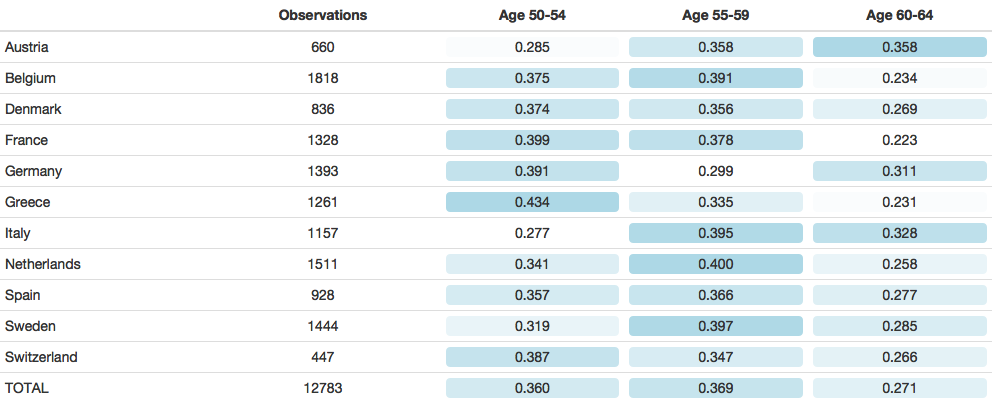 Observations Age 50-54 Age 55-59 Age 60-64
Austria 660 0.285 0.358 0.358
Belgium 1818 0.375 0.391 0.234
Denmark 836 0.374 0.356 0.269
France 1328 0.399 0.378 0.223
Germany 1393 0.391 0.299 0.311
Greece 1261 0.434 0.335 0.231
Italy 1157 0.277 0.395 0.328
Netherlands 1511 0.341 0.400 0.258
Spain 928 0.357 0.366 0.277
Sweden 1444 0.319 0.397 0.285
Switzerland 447 0.387 0.347 0.266
TOTAL 12783 0.360 0.369 0.271